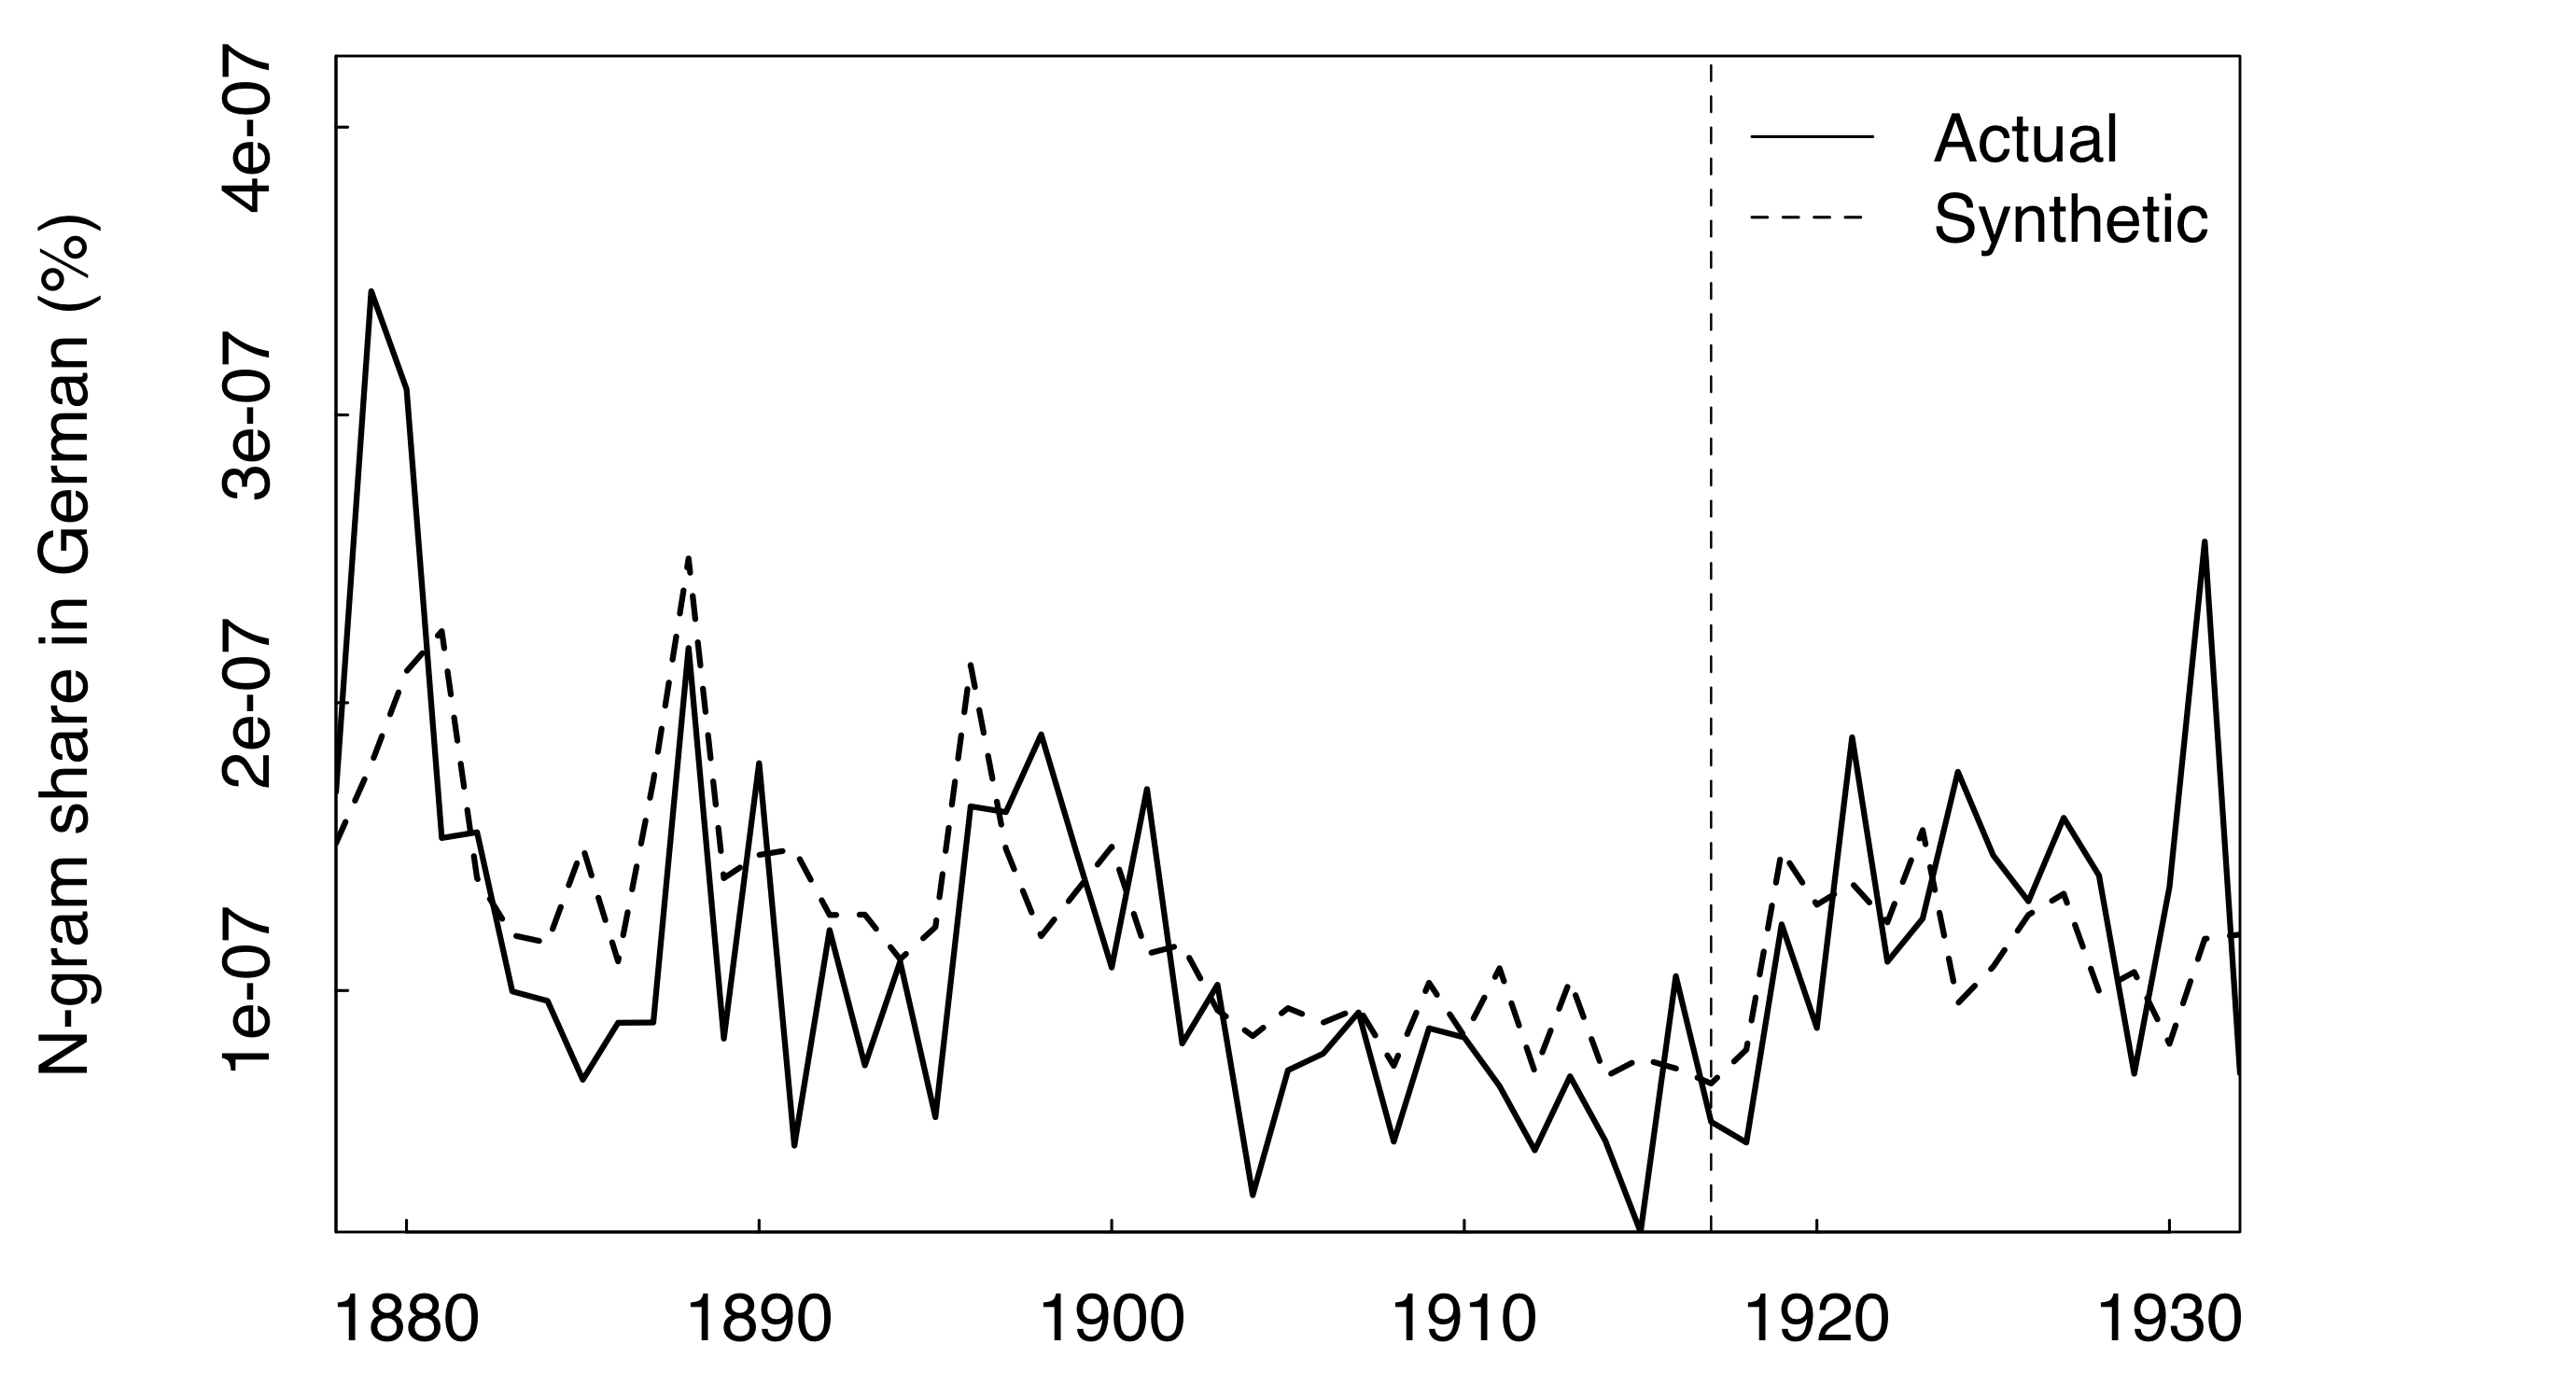 N-gram share in German (%)
4e-07
3e-07
2e-07
1e-07
Actual
Synthetic
1880 1890 1900 1910 1920 1930